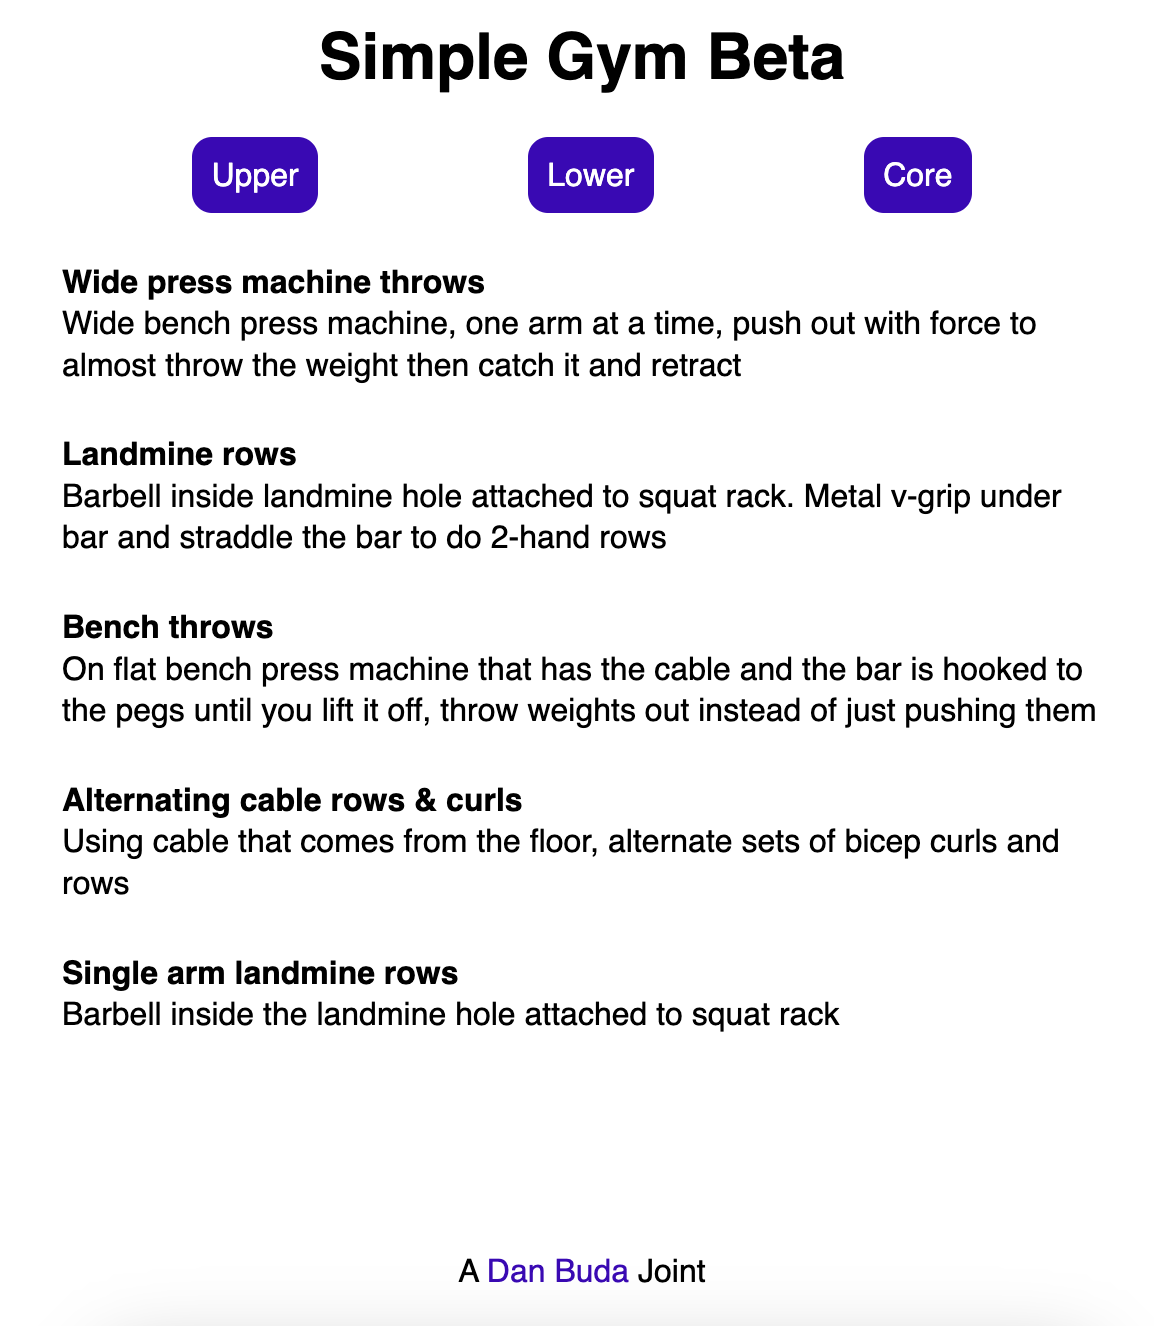 Simple Gym Beta
Upper
Lower
Core
Wide press machine throws
Wide bench press machine, one arm at a time, push out with force to
almost throw the weight then catch it and retract
Landmine rows
Barbell inside landmine hole attached to squat rack. Metal v-grip under
bar and straddle the bar to do 2-hand rows
Bench throws
On flat bench press machine that has the cable and the bar is hooked to
the pegs until you lift it off, throw weights out instead of just pushing them
Alternating cable rows & curls
Using cable that comes from the floor, alternate sets of bicep curls and
rows
Single arm landmine rows
Barbell inside the landmine hole attached to squat rack
A Dan Buda Joint